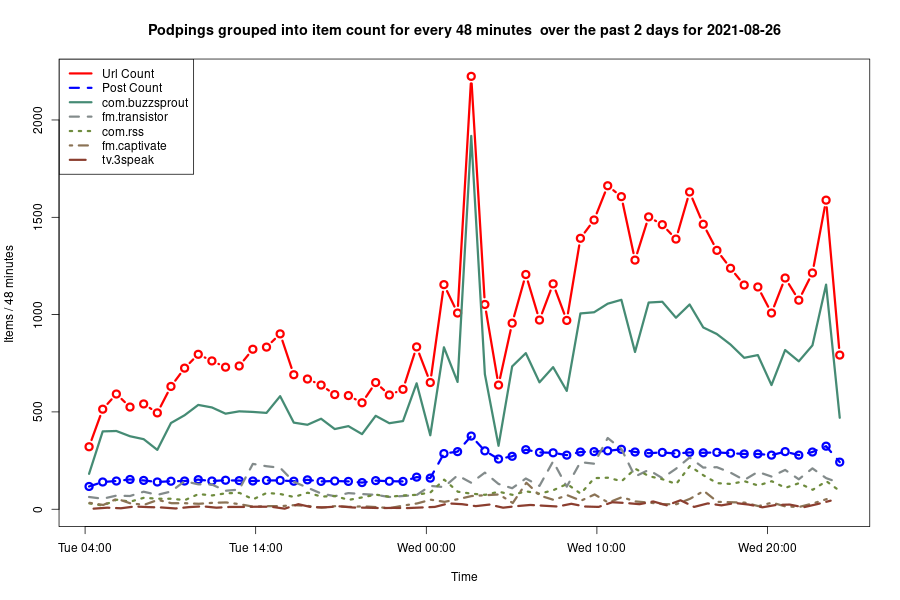 Podpings grouped into item count for every 48 minutes  over the past 2 days for 2021-08-26
Url Count
Post Count
com.buzzsprout
fm.transistor
com.rss
fm.captivate
tv.3speak
Items / 48 minutes
2000
1500
1000
500
0
Tue 04:00
Tue 14:00
Wed 00:00
Wed 10:00
Wed 20:00
Time